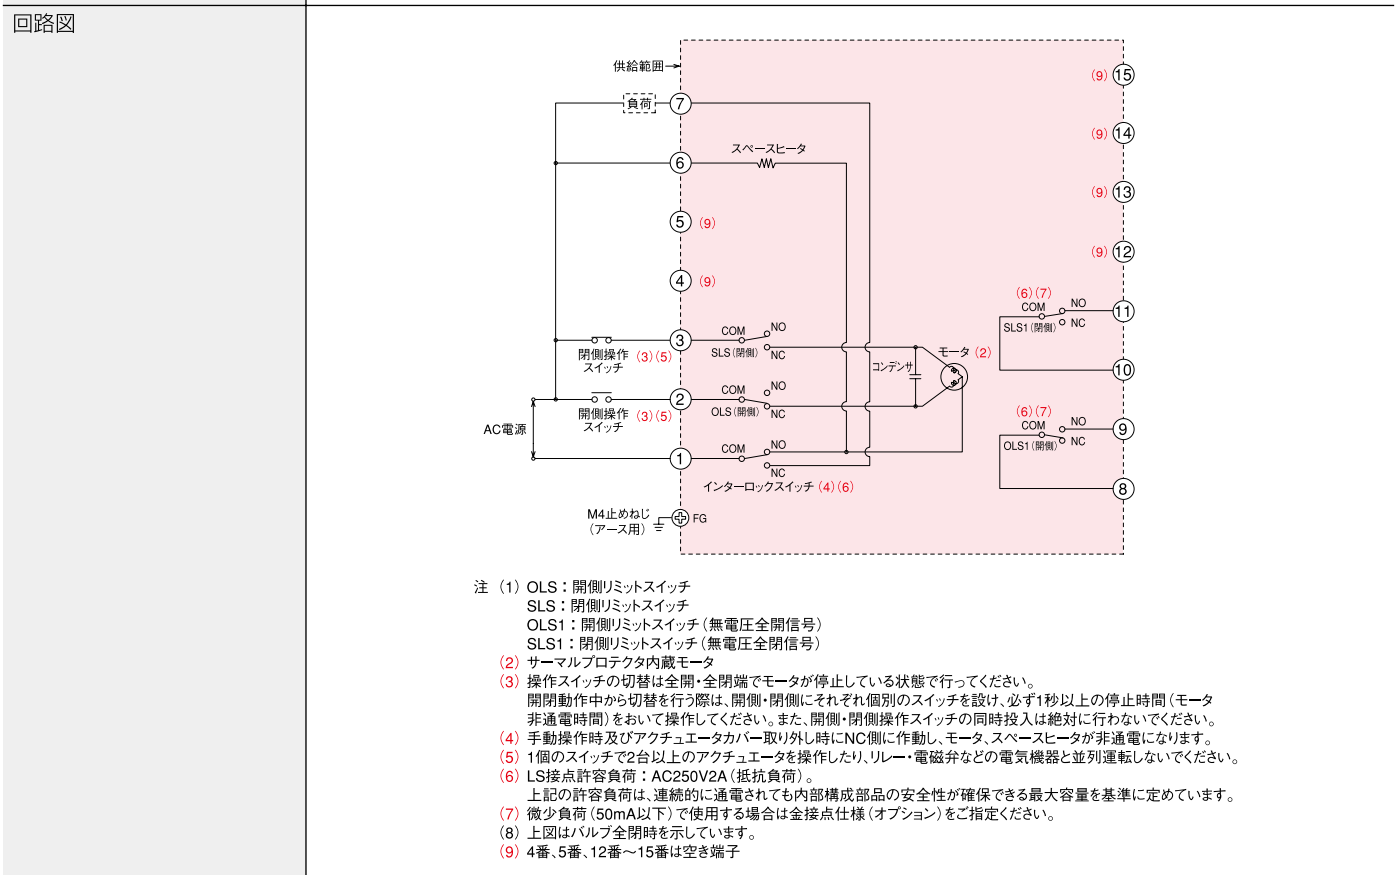 回路図
供給範囲
負荷
7
スペースヒータ
6
5 (9)
4 (9)
(9) 15
(9) 14
(9) 13
(9) 12
3
COM
NO
NC
SLS(閉側)
閉側操作
スイッチ
(3)(5)
2
COM
NO
NC
OLS(開側)
開側操作
スイッチ
(3)(5)
AC電源
1
COM
NO
NC
インターロックスイッチ (4)(6)
コンデンサ
モータ (2)
(6)(7)
COM
NO
NC
SLS1(閉側)
11
10
(6)(7)
COM
NO
NC
OLS1(開側)
9
8
M4止めねじ
(アース用)
FG
注 (1) OLS:開側リミットスイッチ
SLS:閉側リミットスイッチ
OLS1:開側リミットスイッチ(無電圧全開信号)
SLS1:閉側リミットスイッチ(無電圧全閉信号)
(2) サーマルプロテクタ内蔵モータ
(3) 操作スイッチの切替は全開・全閉端でモータが停止している状態で行ってください。
開閉動作中から切替を行う際は、開側・閉側にそれぞれ個別のスイッチを設け、必ず1秒以上の停止時間(モータ
非通電時間)をおいて操作してください。また、開側・閉側操作スイッチの同時投入は絶対に行わないでください。
(4) 手動操作時及びアクチュエータカバー取り外し時にNC側に作動し、モータ、スペースヒータが非通電になります。
(5) 1個のスイッチで2台以上のアクチュエータを操作したり、リレー・電磁弁などの電気機器と並列運転しないでください。
(6) LS接点許容負荷:AC250V2A(抵抗負荷)。
上記の許容負荷は、連続的に通電されても内部構成部品の安全性が確保できる最大容量を基準に定めています。
(7) 微少負荷(50mA以下)で使用する場合は金接点仕様(オプション)をご指定ください。
(8) 上図はバルブ全閉時を示しています。
(9) 4番、5番、12番~15番は空き端子